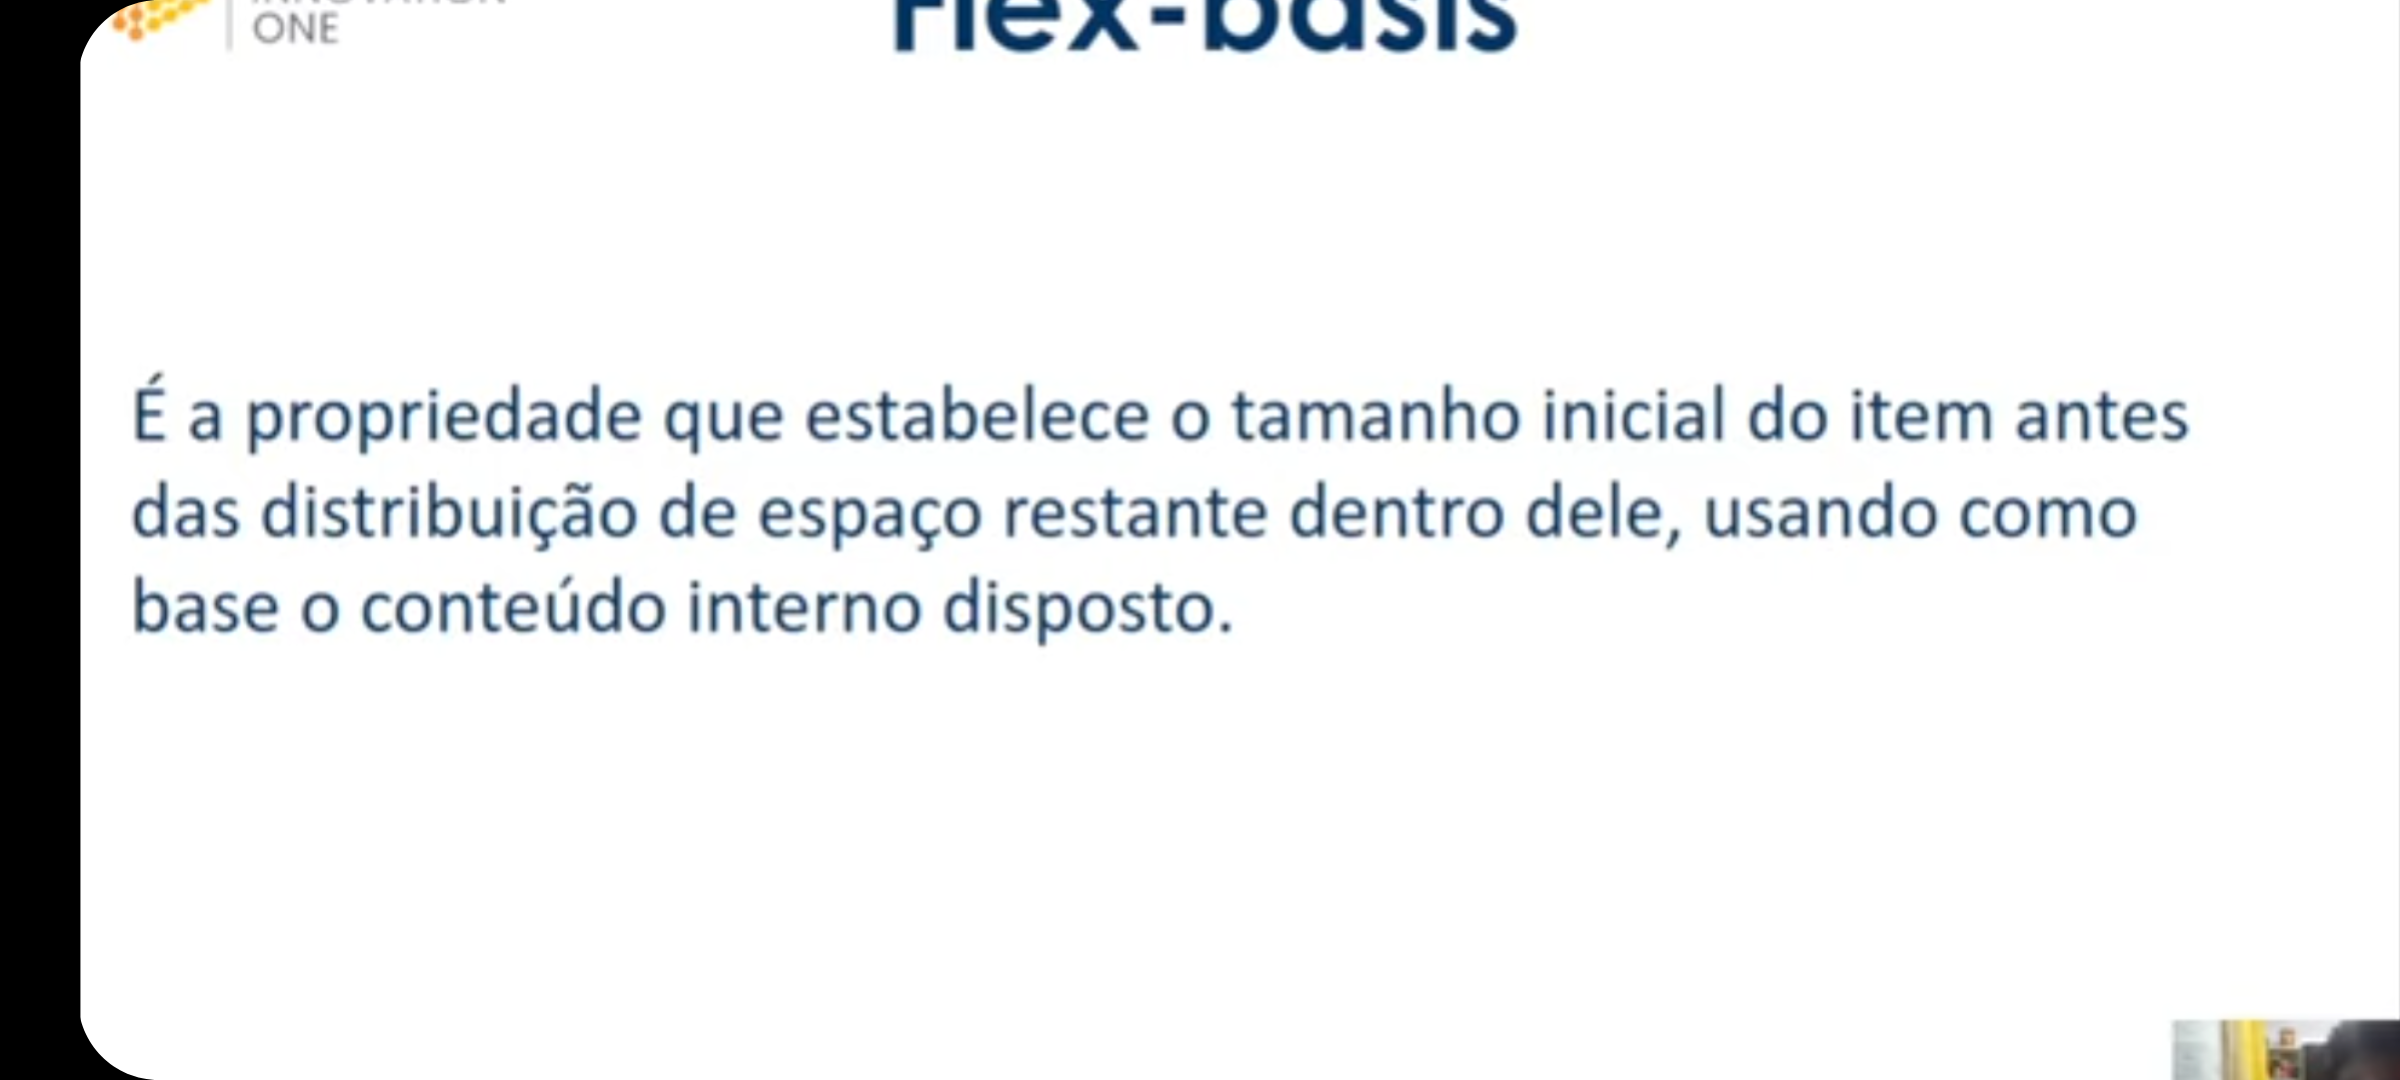 ONE
Flex-basis
É a propriedade que estabelece o tamanho inicial do item antes
das distribuição de espaço restante dentro dele, usando como
base o conteúdo interno disposto.